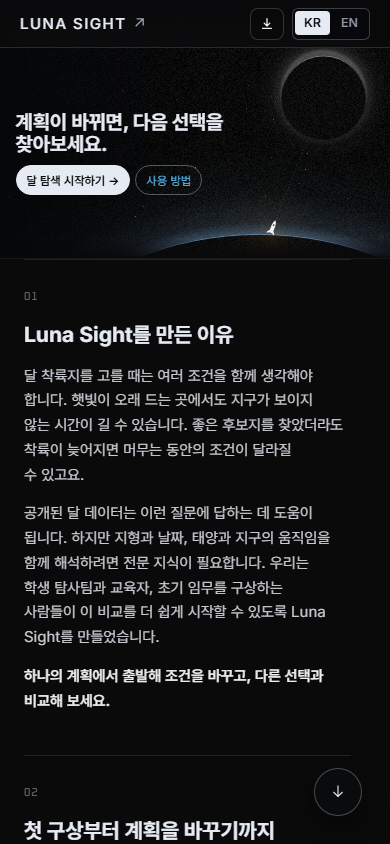 LUNA SIGHT ↗
KR EN
계획이 바뀌면, 다음 선택을
찾아보세요.
달 탐색 시작하기 →
사용 방법
01
Luna Sight를 만든 이유
달 착륙지를 고를 때는 여러 조건을 함께 생각해야
합니다. 햇빛이 오래 드는 곳에서도 지구가 보이지
않는 시간이 길 수 있습니다. 좋은 후보지를 찾았더라도
착륙이 늦어지면 머무는 동안의 조건이 달라질
수 있고요.
공개된 달 데이터는 이런 질문에 답하는 데 도움이
됩니다. 하지만 지형과 날짜, 태양과 지구의 움직임을
함께 해석하려면 전문 지식이 필요합니다. 우리는
학생 탐사팀과 교육자, 초기 임무를 구상하는
사람들이 이 비교를 더 쉽게 시작할 수 있도록 Luna
Sight를 만들었습니다.
하나의 계획에서 출발해 조건을 바꾸고, 다른 선택과
비교해 보세요.
02
첫 구상부터 계획을 바꾸기까지